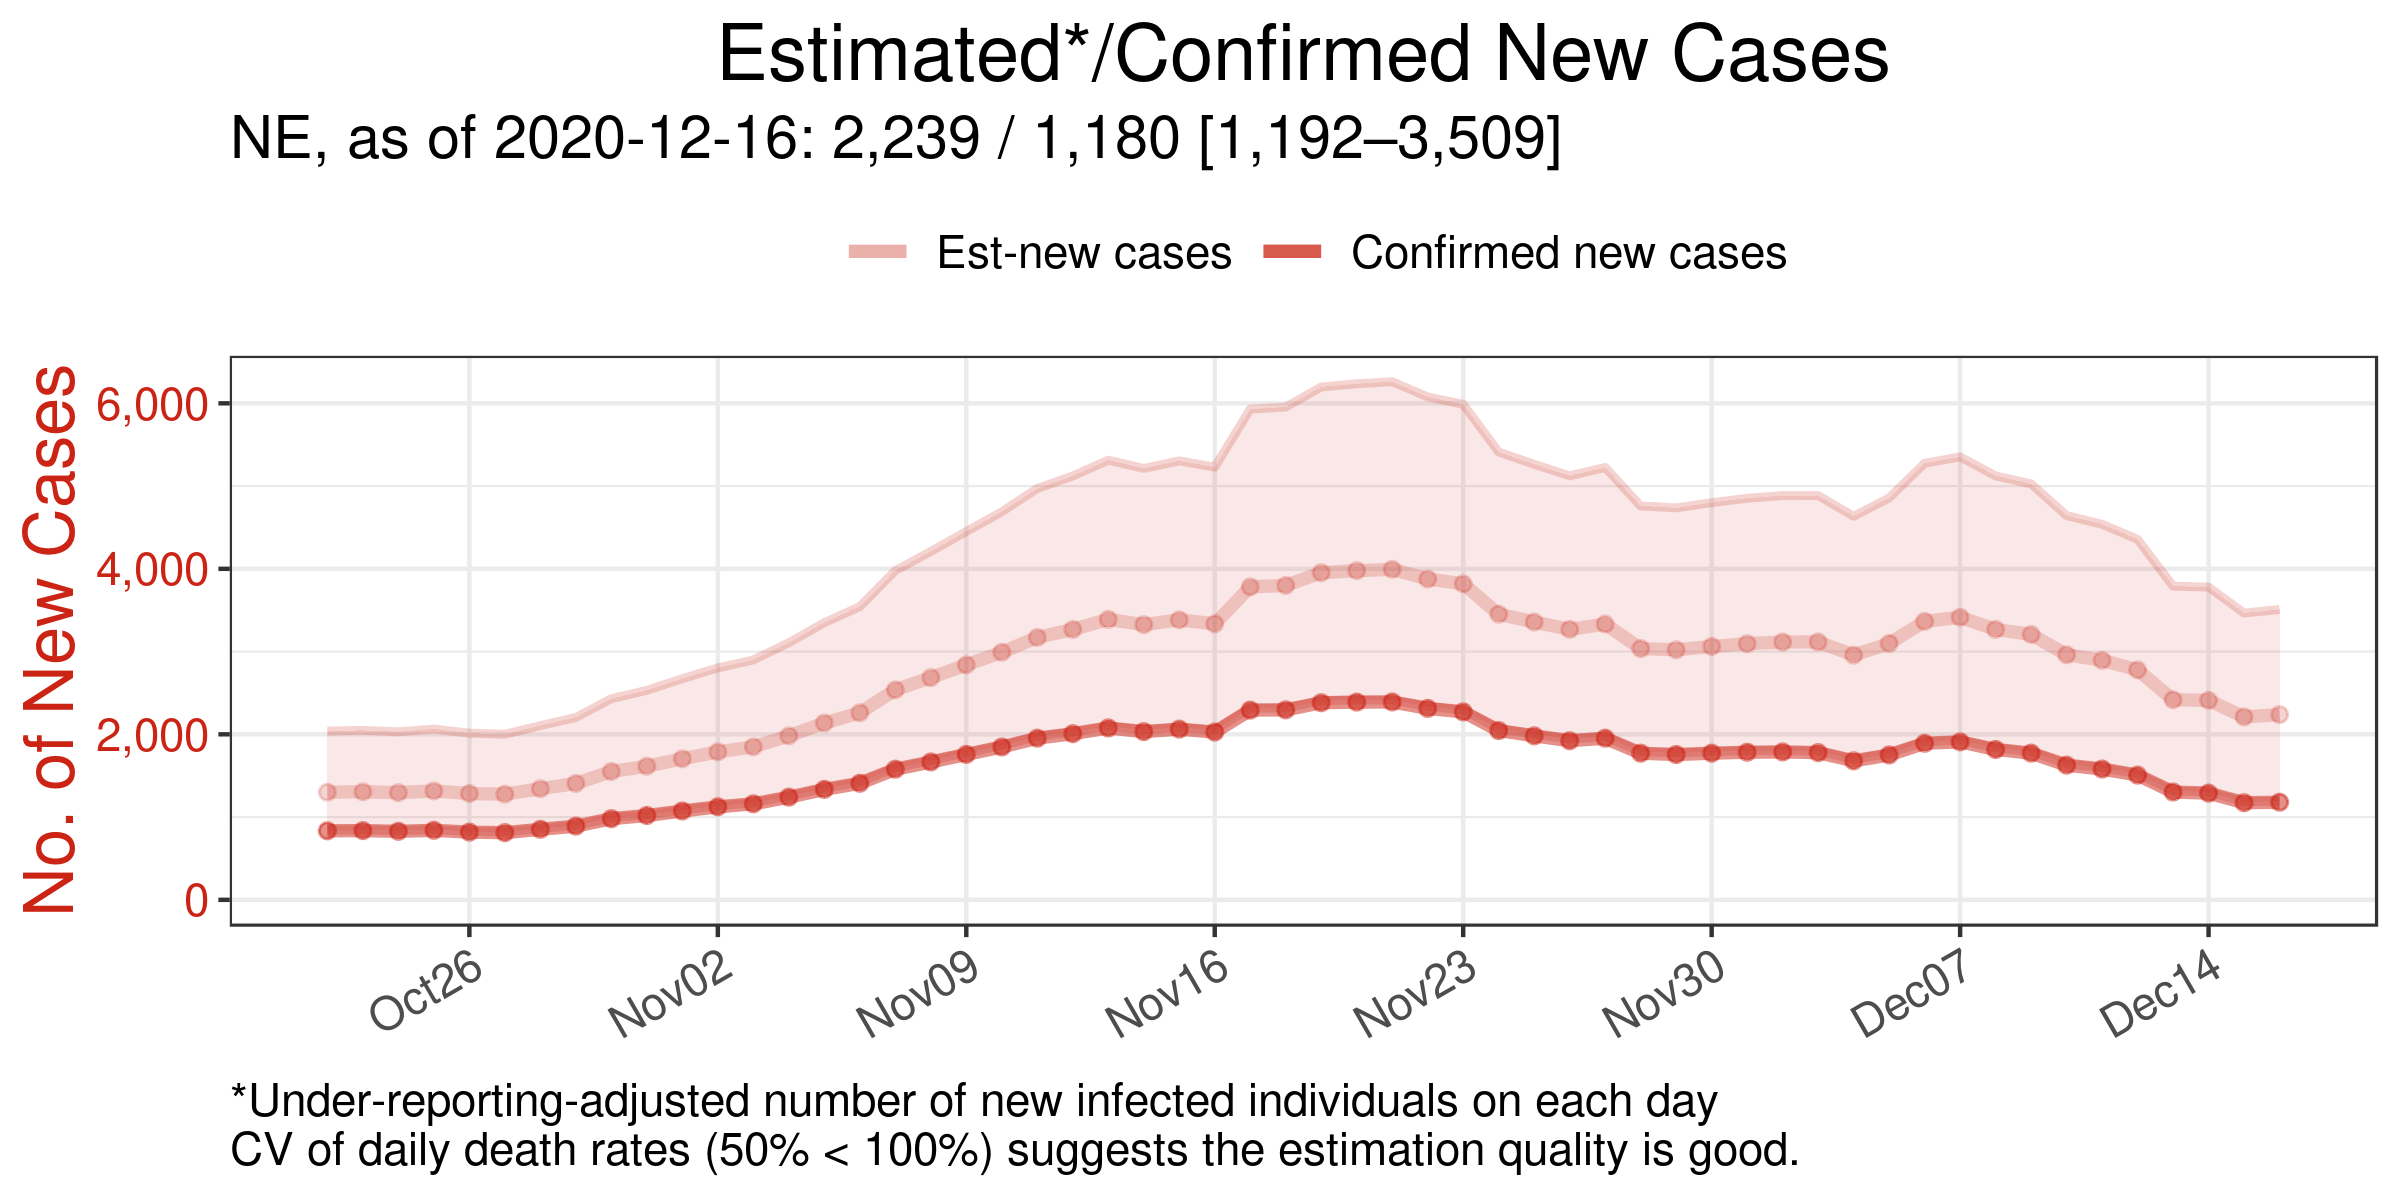 Estimated*/Confirmed New Cases
NE, as of 2020-12-16: 2,239 / 1,180 [1,192–3,509]
Est-new cases
Confirmed new cases
No. of New Cases
6,000
4,000
2,000
0
Oct26
Nov02
Nov09
Nov16
Nov23
Nov30
Dec07
Dec14
*Under-reporting-adjusted number of new infected individuals on each day
CV of daily death rates (50% < 100%) suggests the estimation quality is good.